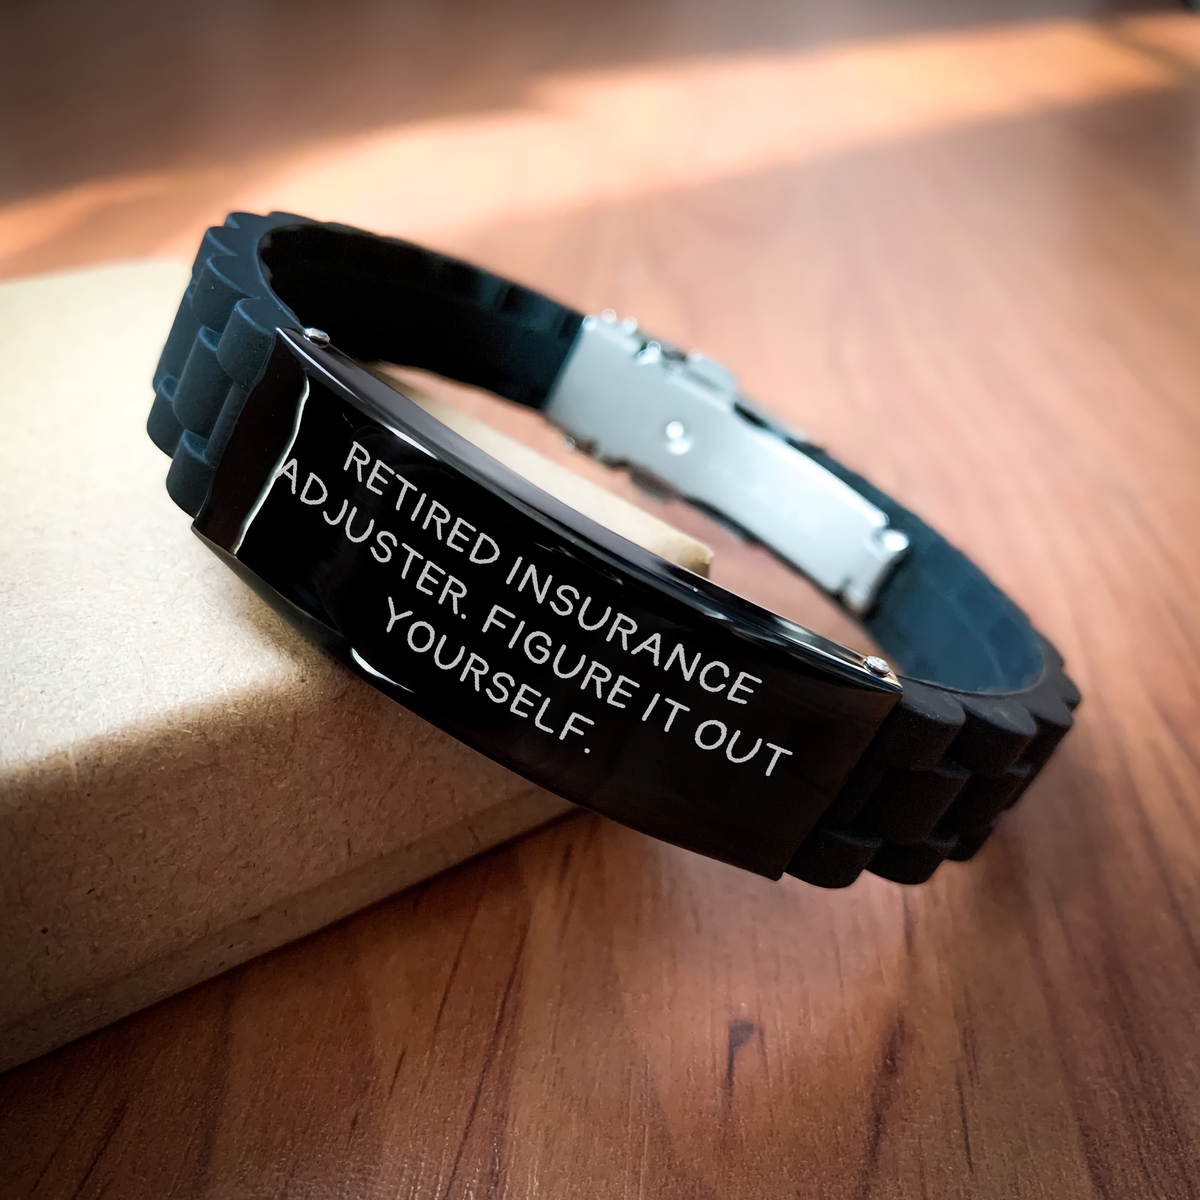 RETIRED INSURANCE
ADJUSTER. FIGURE IT OUT
YOURSELF.